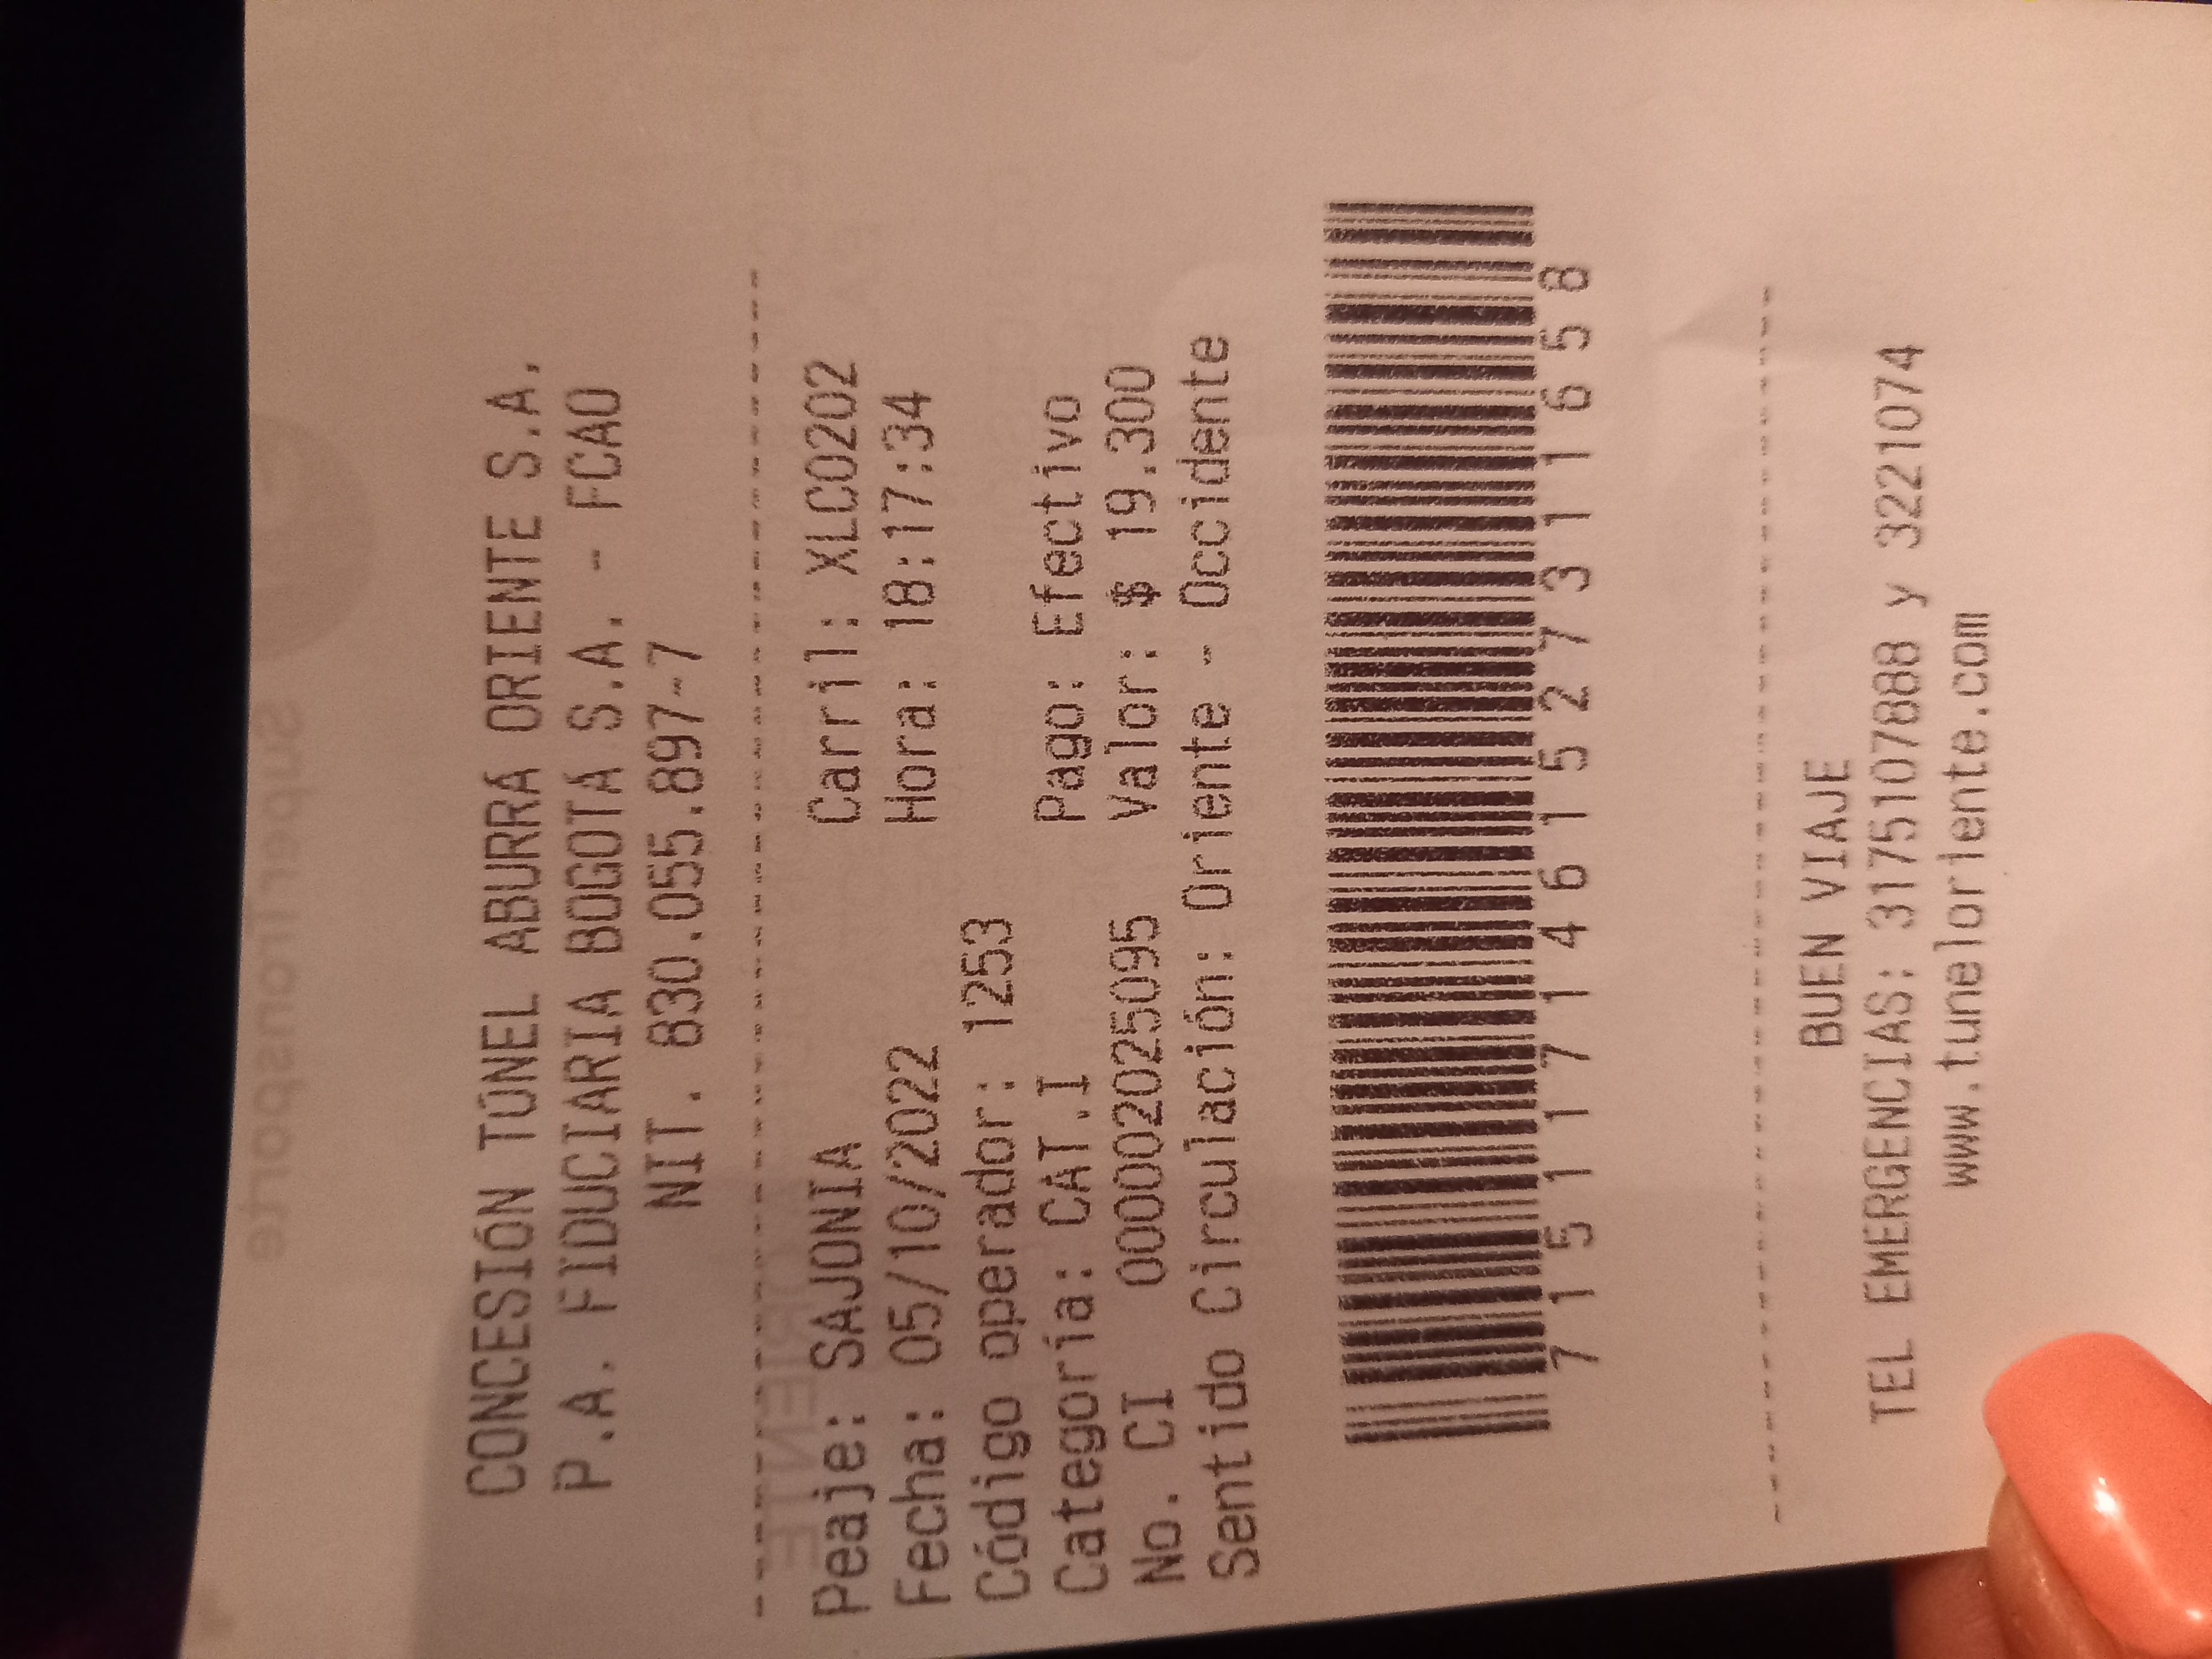 CONCESIÓN TÚNEL ABURRÁ ORIENTE S.A.
P.A. FIDUCIARIA BOGOTÁ S.A. - FCAO
NIT. 830.055.897-7
Peaje: SAJONIA Carril: XLC0202
Fecha: 05/10/2022 Hora: 18:17:34
Código operador: 1253
Categoría: CAT.I Pago: Efectivo
No. CI 00002025095 Valor: $ 19.300
Sentido Circulación: Oriente - Occidente
7151171461527311658
BUEN VIAJE
TEL EMERGENCIAS: 3175107888 y 3221074
www.tuneloriente.com
Supertransporte